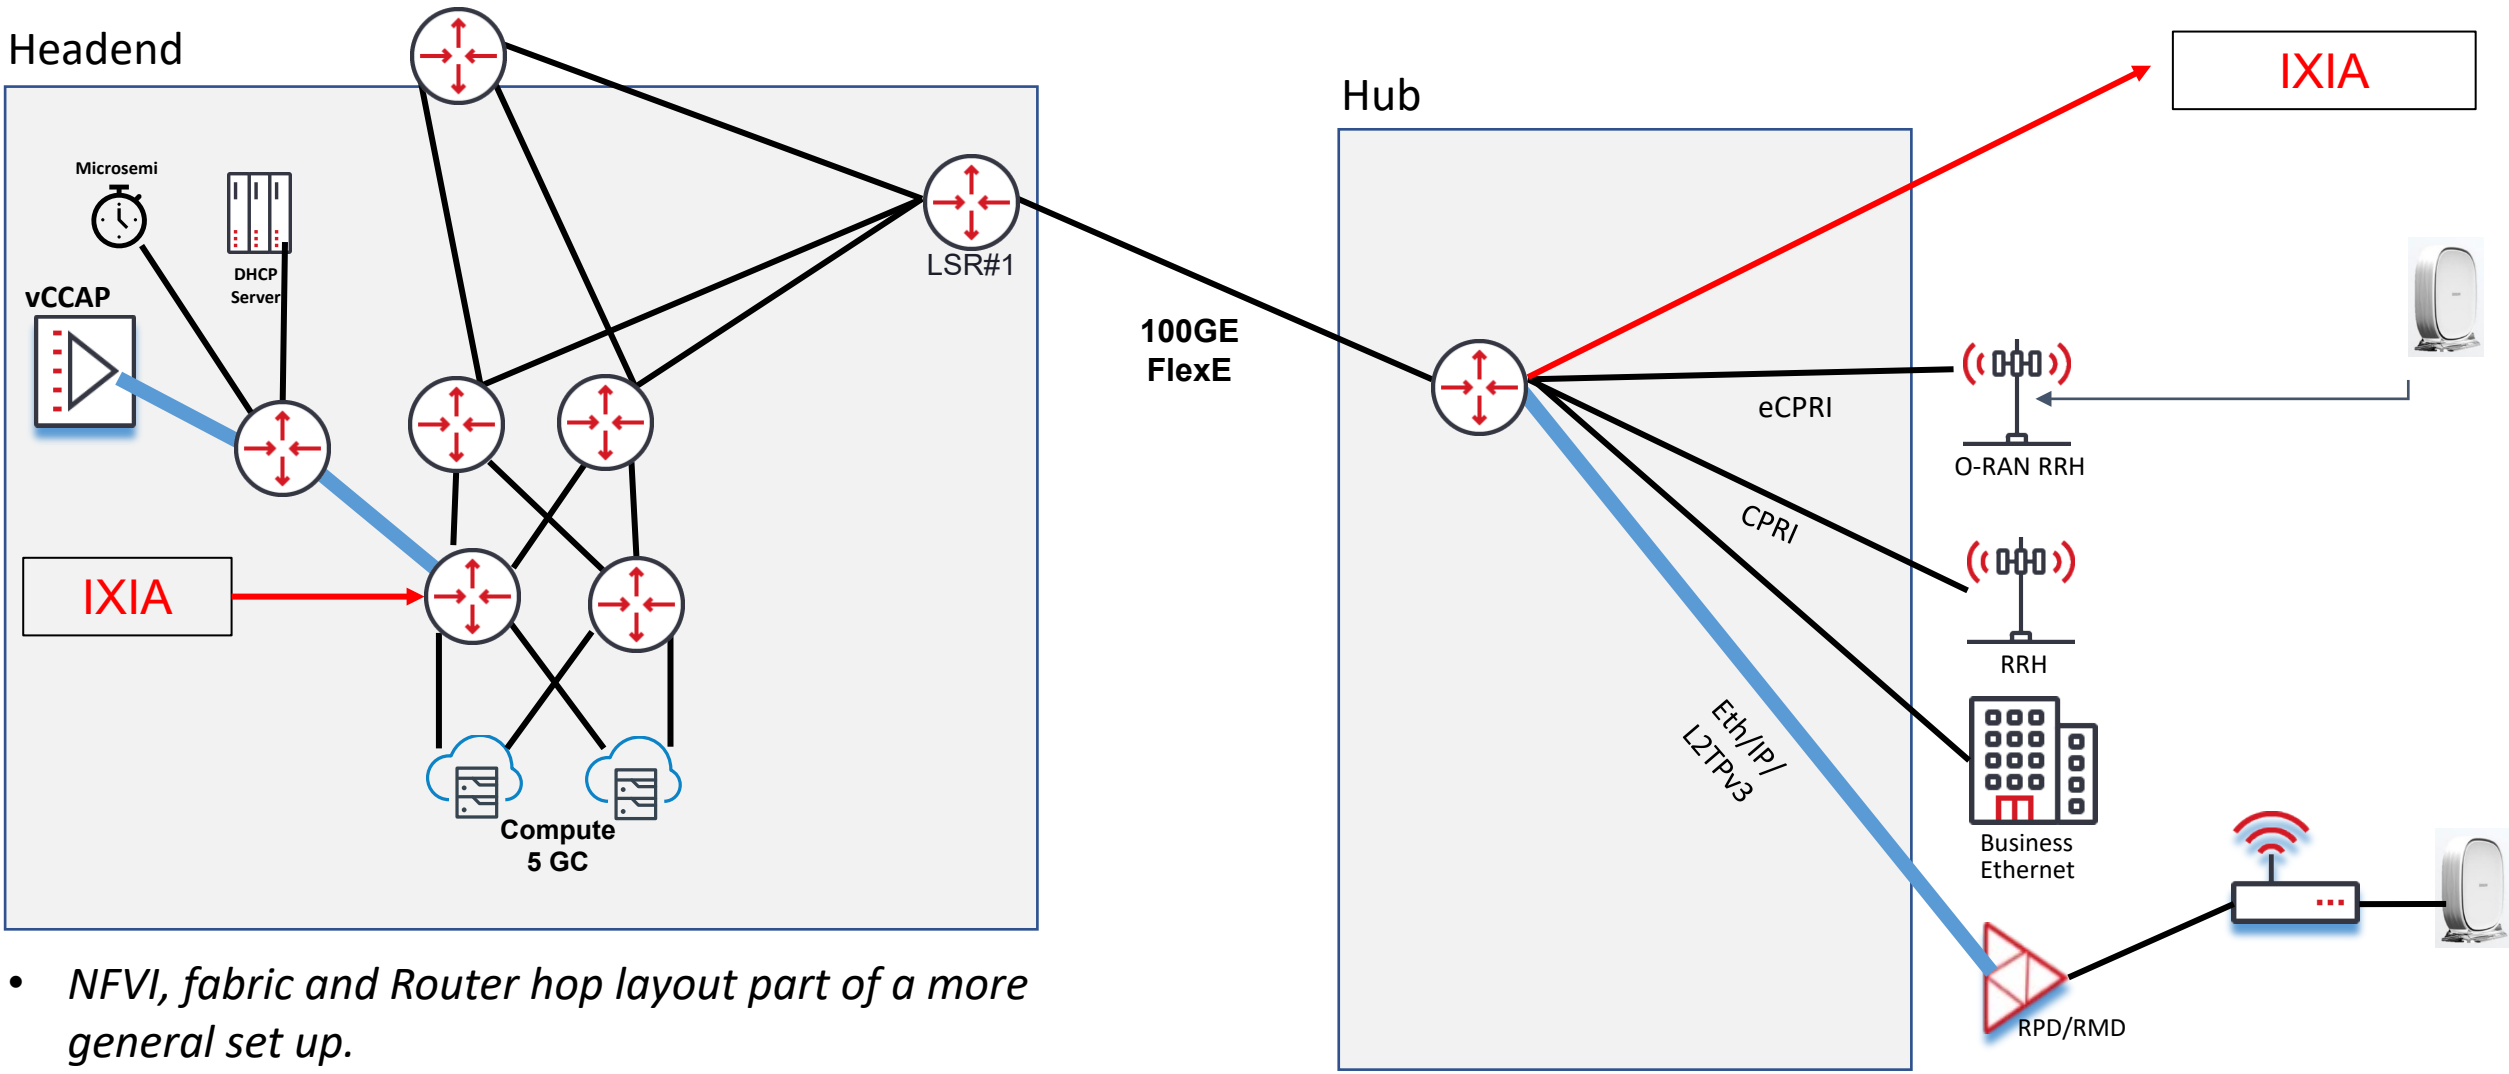 Headend
Hub
IXIA
Microsemi
DHCP
Server
vCCAP
LSR#1
100GE
FlexE
eCPRI
O-RAN RRH
CPRI
IXIA
RRH
Eth/IP/
L2TPv3
Compute
5 GC
Business
Ethernet
RPD/RMD
• NFVI, fabric and Router hop layout part of a more
general set up.